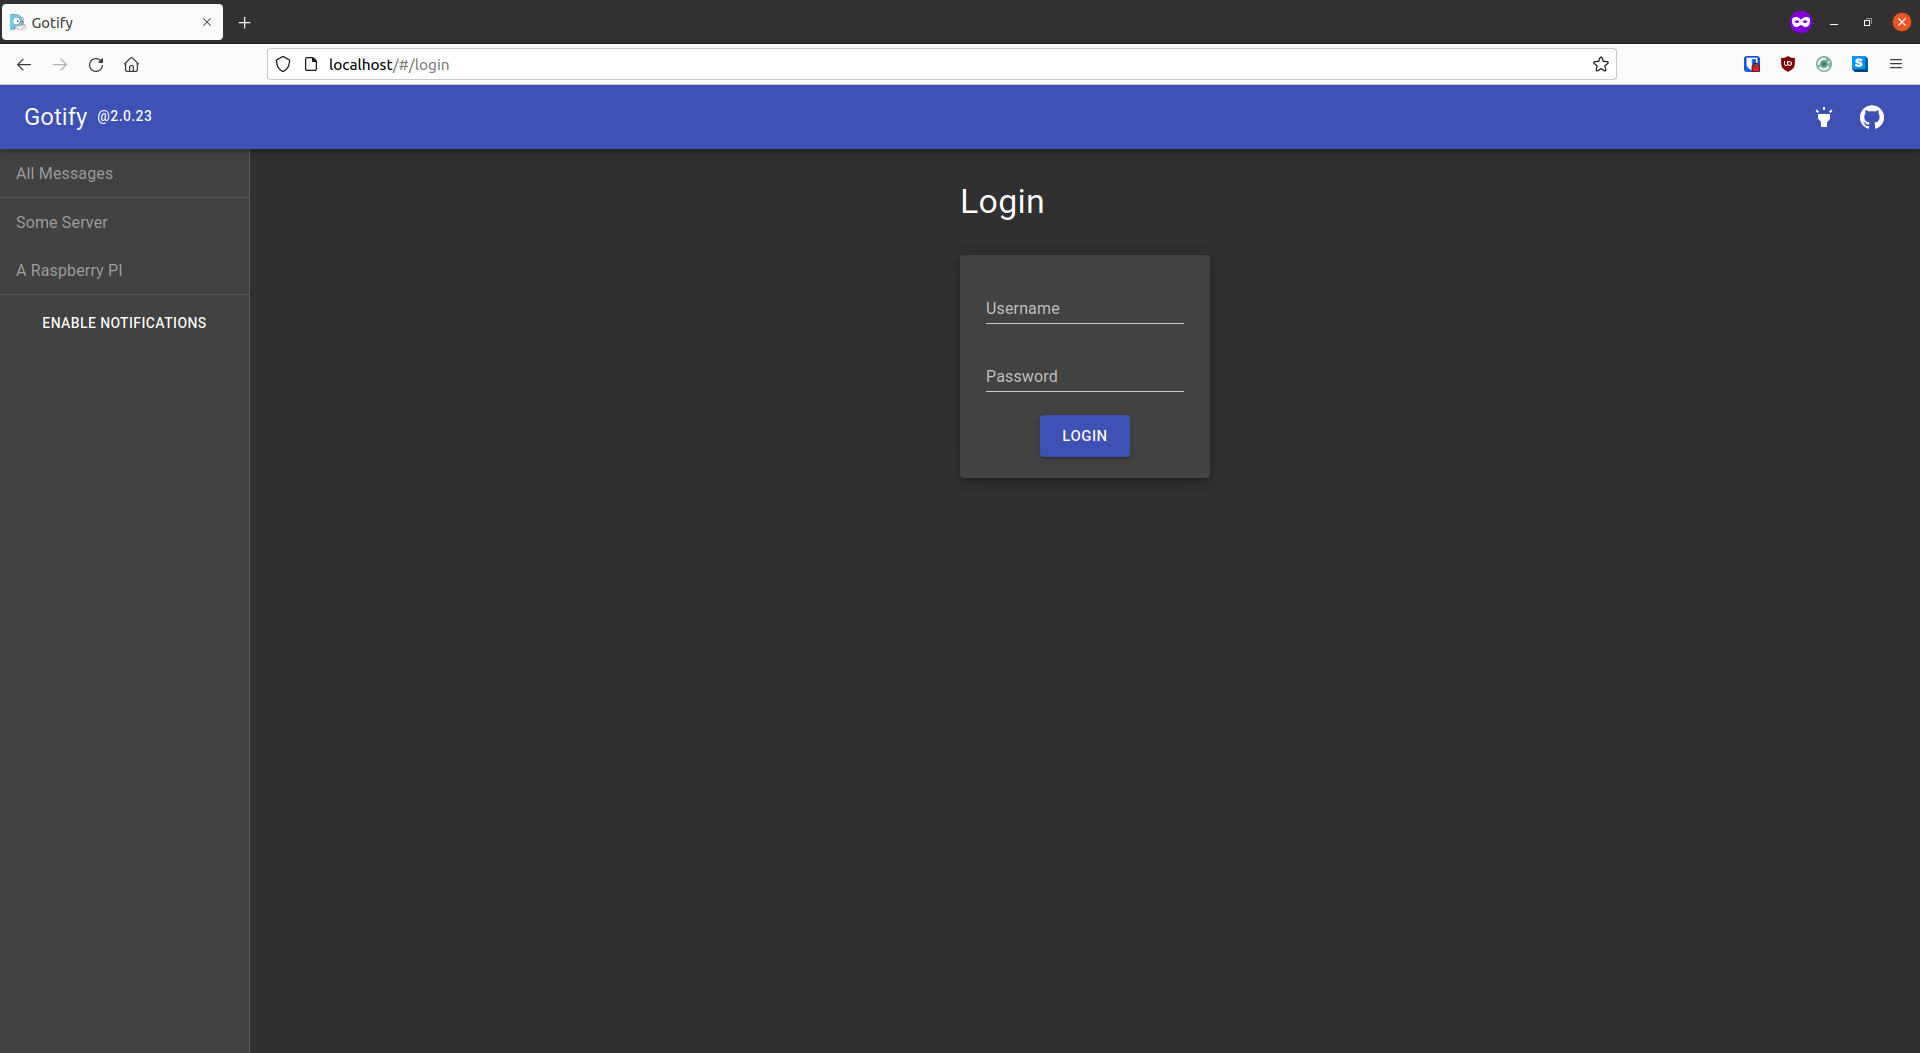 Gotify
localhost/#/login
Gotify @2.0.23
All Messages
Some Server
A Raspberry PI
ENABLE NOTIFICATIONS
Login
Username
Password
LOGIN